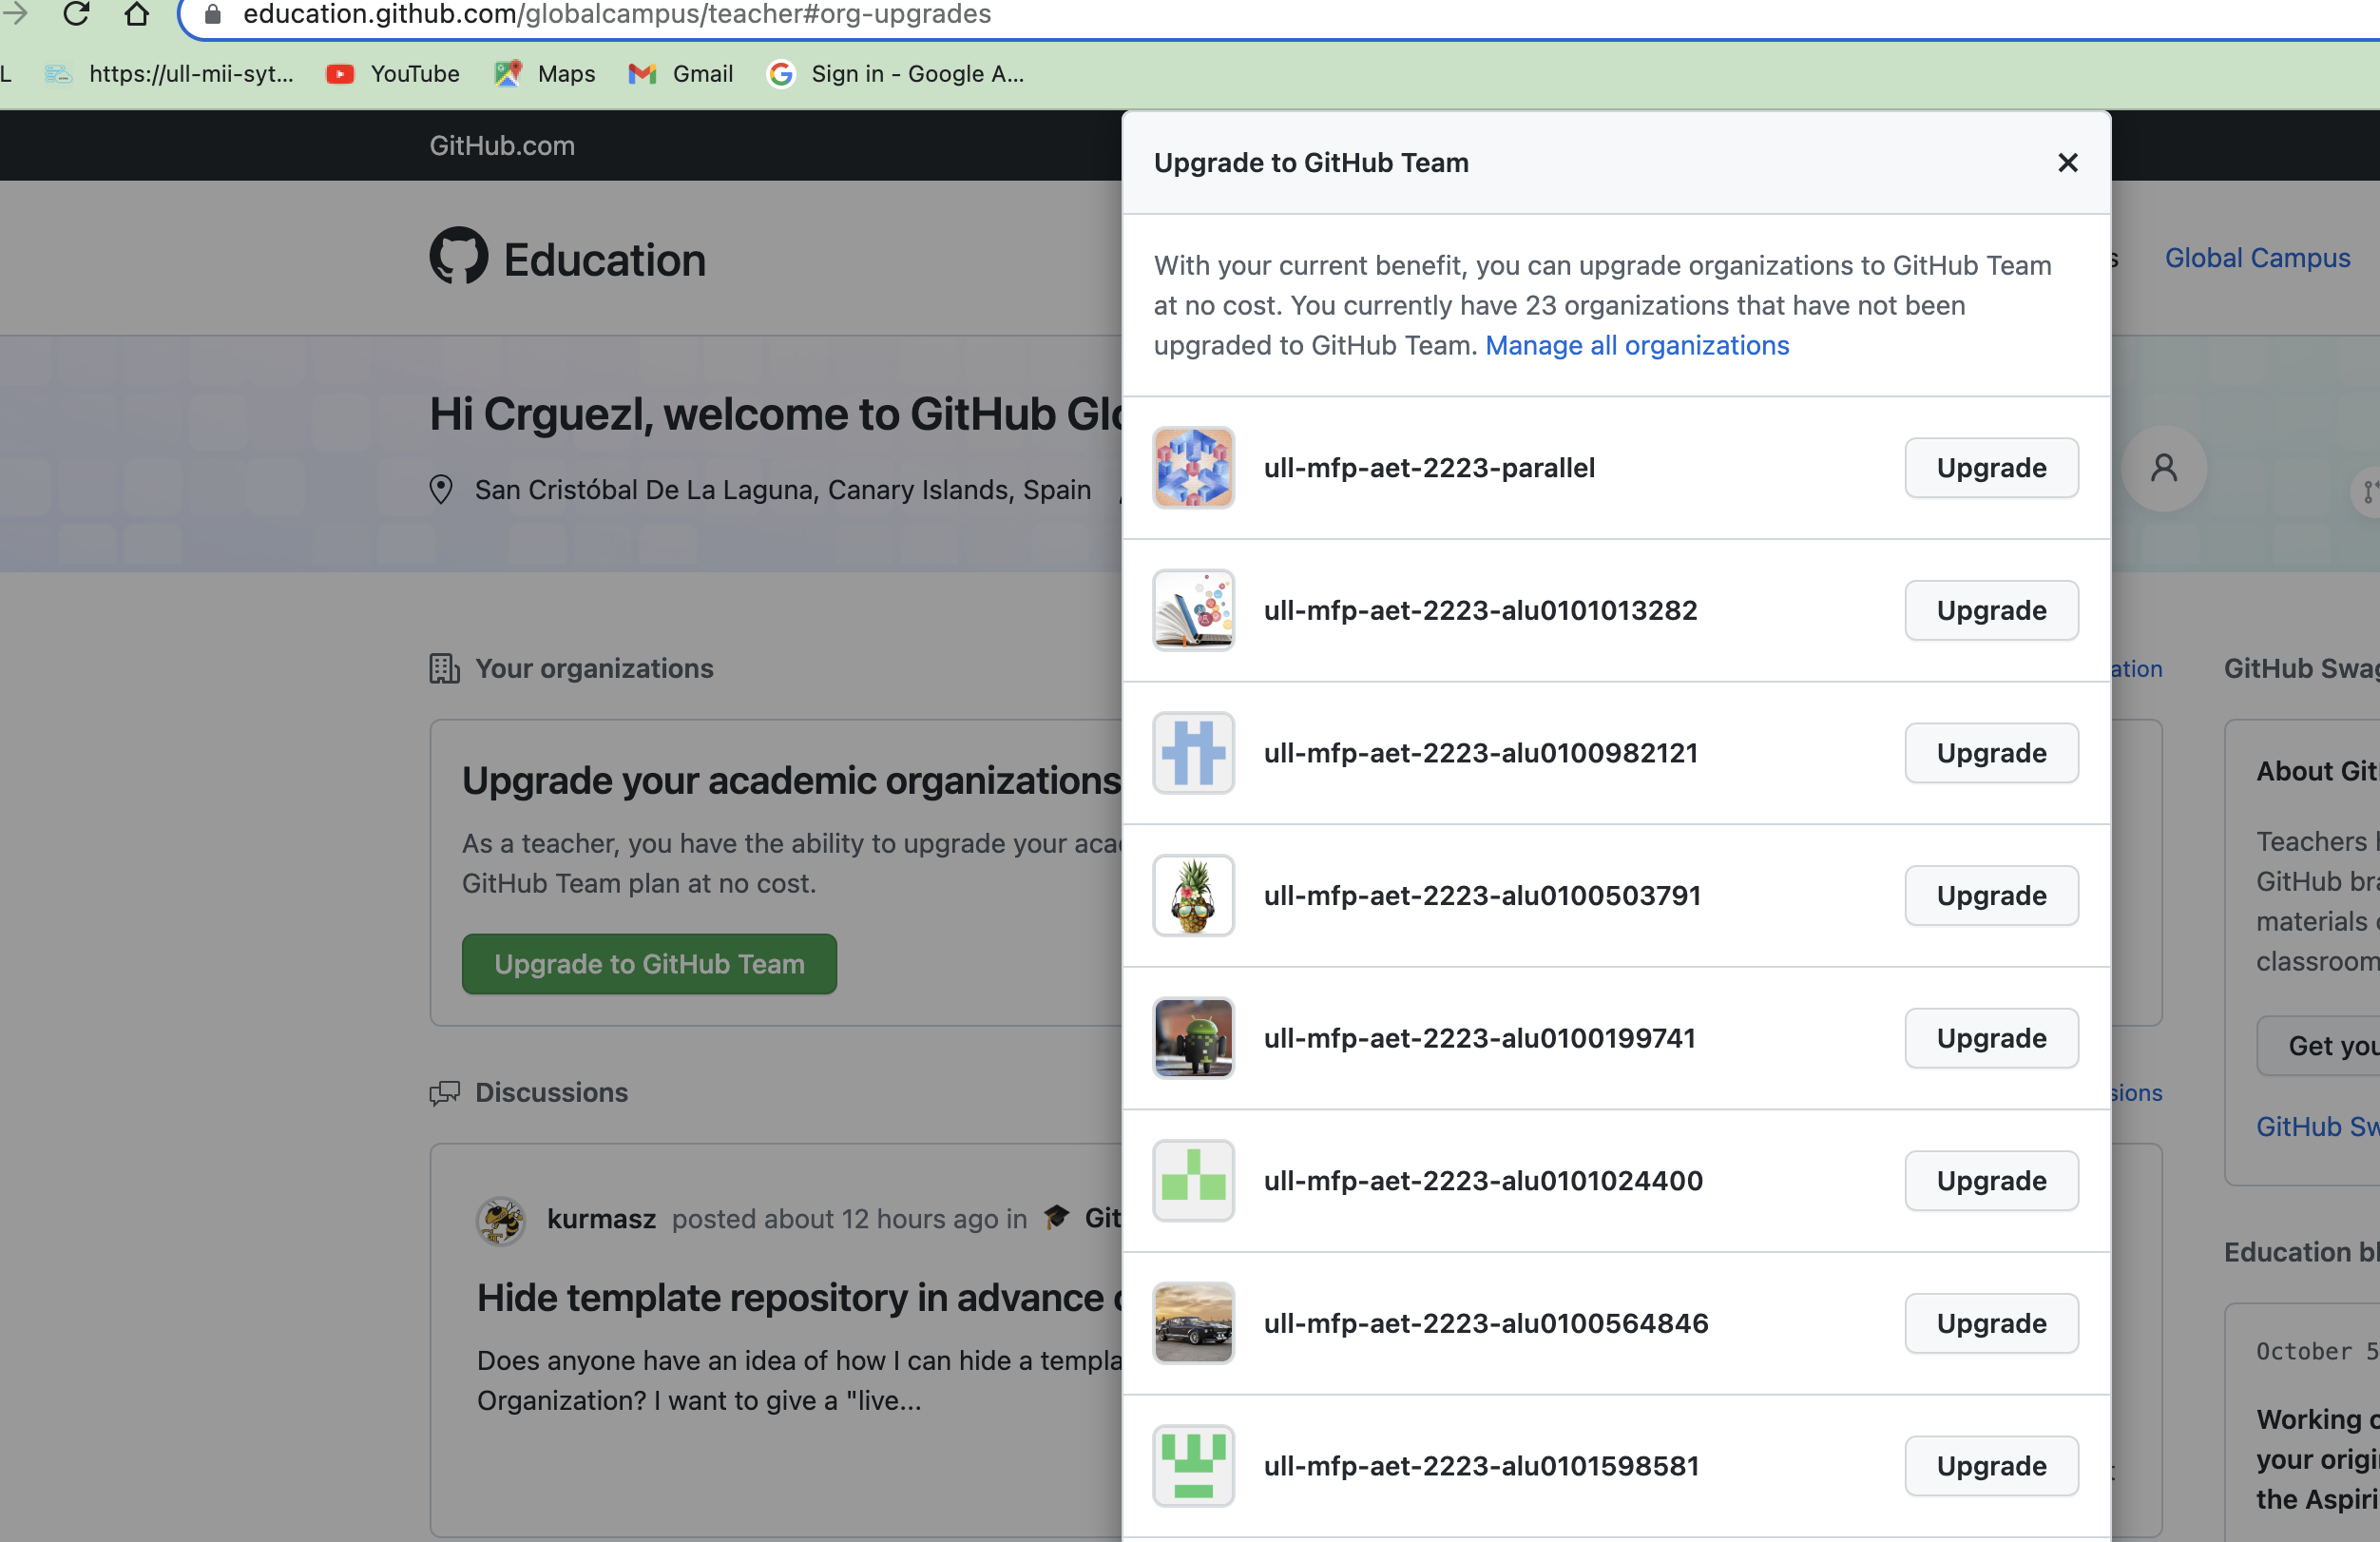 education.github.com/globalcampus/teacher#org-upgrades
L https://ull-mii-syt... YouTube Maps Gmail Sign in - Google A...
GitHub.com
Education
Global Campus
Hi Crguezl, welcome to GitHub Glo
San Cristóbal De La Laguna, Canary Islands, Spain
Your organizations
ation
Upgrade your academic organizations
As a teacher, you have the ability to upgrade your aca
GitHub Team plan at no cost.
Upgrade to GitHub Team
Discussions
sions
kurmasz posted about 12 hours ago in Git
Hide template repository in advance
Does anyone have an idea of how I can hide a templa
Organization? I want to give a "live...
Upgrade to GitHub Team
With your current benefit, you can upgrade organizations to GitHub Team
at no cost. You currently have 23 organizations that have not been
upgraded to GitHub Team. Manage all organizations
ull-mfp-aet-2223-parallel Upgrade
ull-mfp-aet-2223-alu0101013282 Upgrade
ull-mfp-aet-2223-alu0100982121 Upgrade
ull-mfp-aet-2223-alu0100503791 Upgrade
ull-mfp-aet-2223-alu0100199741 Upgrade
ull-mfp-aet-2223-alu0101024400 Upgrade
ull-mfp-aet-2223-alu0100564846 Upgrade
ull-mfp-aet-2223-alu0101598581 Upgrade
GitHub Swag
About Git
Teachers
GitHub bra
materials
classroom
Get you
GitHub Sw
Education bl
October 5
Working
your origi
the Aspiri